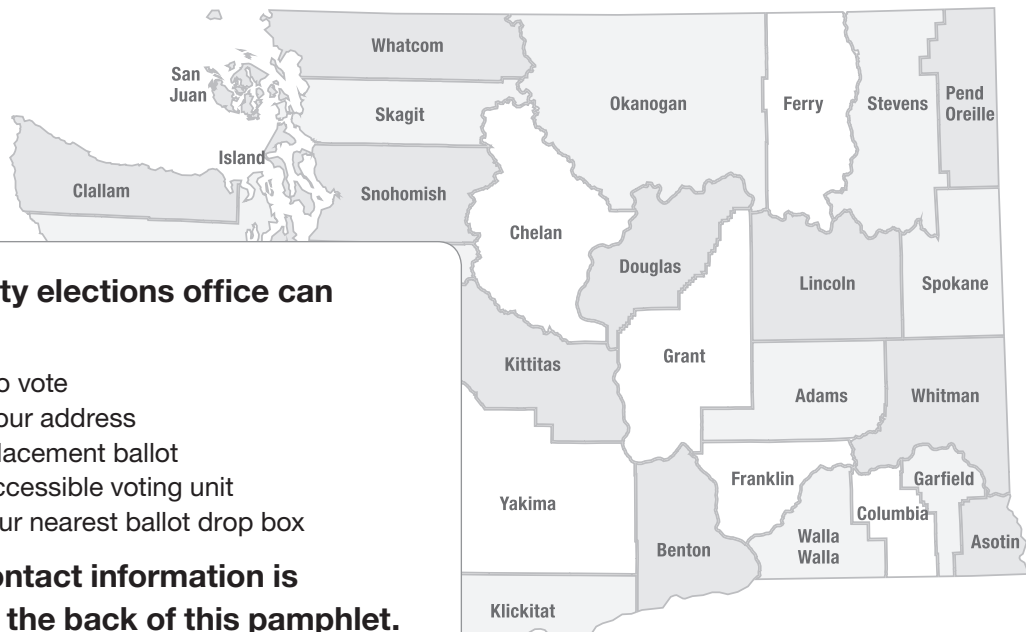 Whatcom
San
Juan
Skagit
Okanogan
Ferry
Stevens
Pend
Oreille
Island
Clallam
Snohomish
Chelan
Douglas
Lincoln
Spokane
Kittitas
Grant
Adams
Whitman
Yakima
Franklin
Garfield
Columbia
Walla
Walla
Benton
Asotin
Klickitat
ty elections office can
o vote
our address
lacement ballot
ccessible voting unit
ur nearest ballot drop box
ontact information is
the back of this pamphlet.